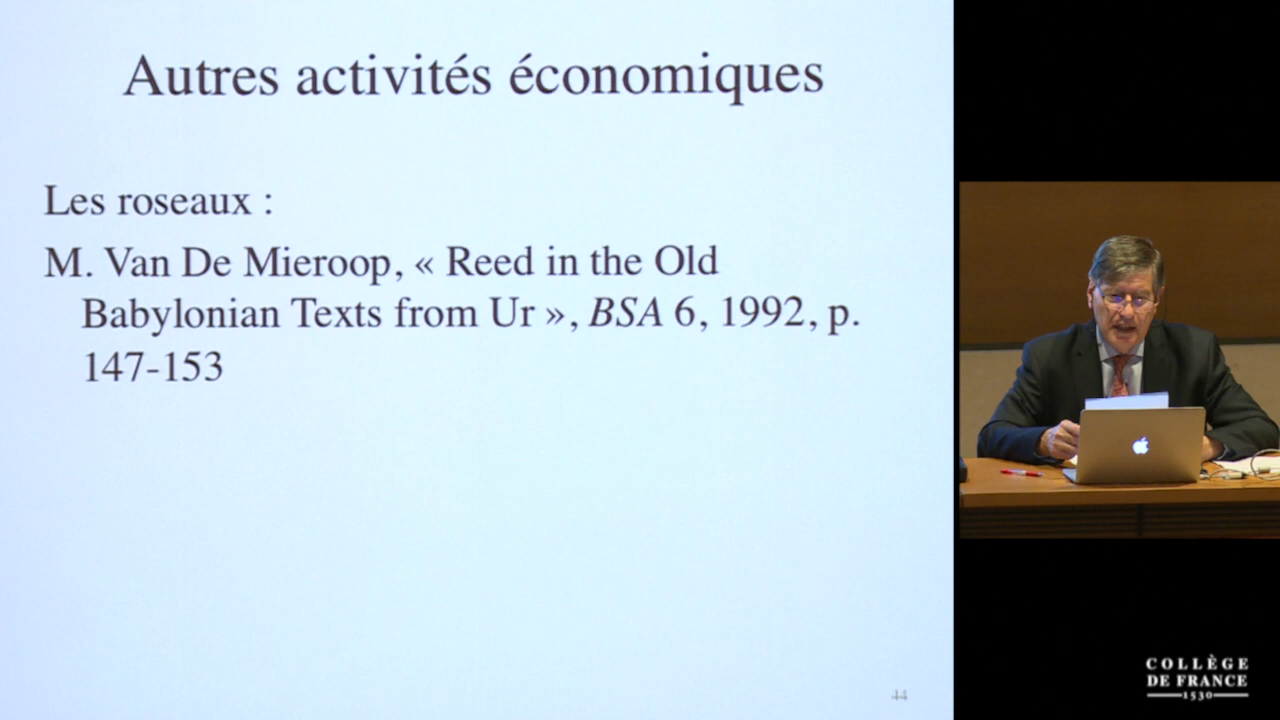 Autres activités économiques
Les roseaux :
M. Van De Mieroop, « Reed in the Old
Babylonian Texts from Ur », BSA 6, 1992, p.
147-153
44
COLLÈGE
DE FRANCE
1530